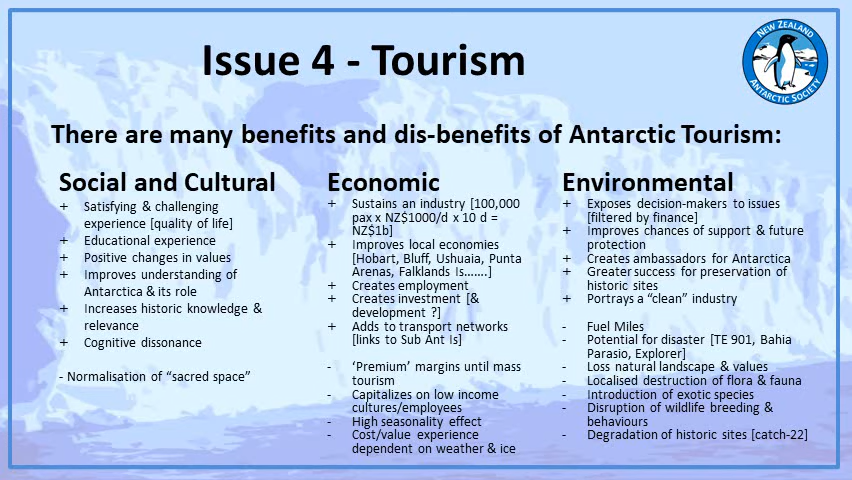 Issue 4 - Tourism
NEW ZEALAND
ANTARCTIC SOCIETY
There are many benefits and dis-benefits of Antarctic Tourism:
Social and Cultural
+ Satisfying & challenging
experience [quality of life]
+ Educational experience
+ Positive changes in values
+ Improves understanding of
Antarctica & its role
+ Increases historic knowledge &
relevance
+ Cognitive dissonance
- Normalisation of “sacred space”
Economic
+ Sustains an industry [100,000
pax x NZ$1000/d x 10 d =
NZ$1b]
+ Improves local economies
[Hobart, Bluff, Ushuaia, Punta
Arenas, Falklands Is.......]
+ Creates employment
+ Creates investment [&
development ?]
+ Adds to transport networks
[links to Sub Ant Is]
- ‘Premium’ margins until mass
tourism
- Capitalizes on low income
cultures/employees
- High seasonality effect
- Cost/value experience
dependent on weather & ice
Environmental
+ Exposes decision-makers to issues
[filtered by finance]
+ Improves chances of support & future
protection
+ Creates ambassadors for Antarctica
+ Greater success for preservation of
historic sites
+ Portrays a “clean” industry
- Fuel Miles
- Potential for disaster [TE 901, Bahia
Parasio, Explorer]
- Loss natural landscape & values
- Localised destruction of flora & fauna
- Introduction of exotic species
- Disruption of wildlife breeding &
behaviours
- Degradation of historic sites [catch-22]